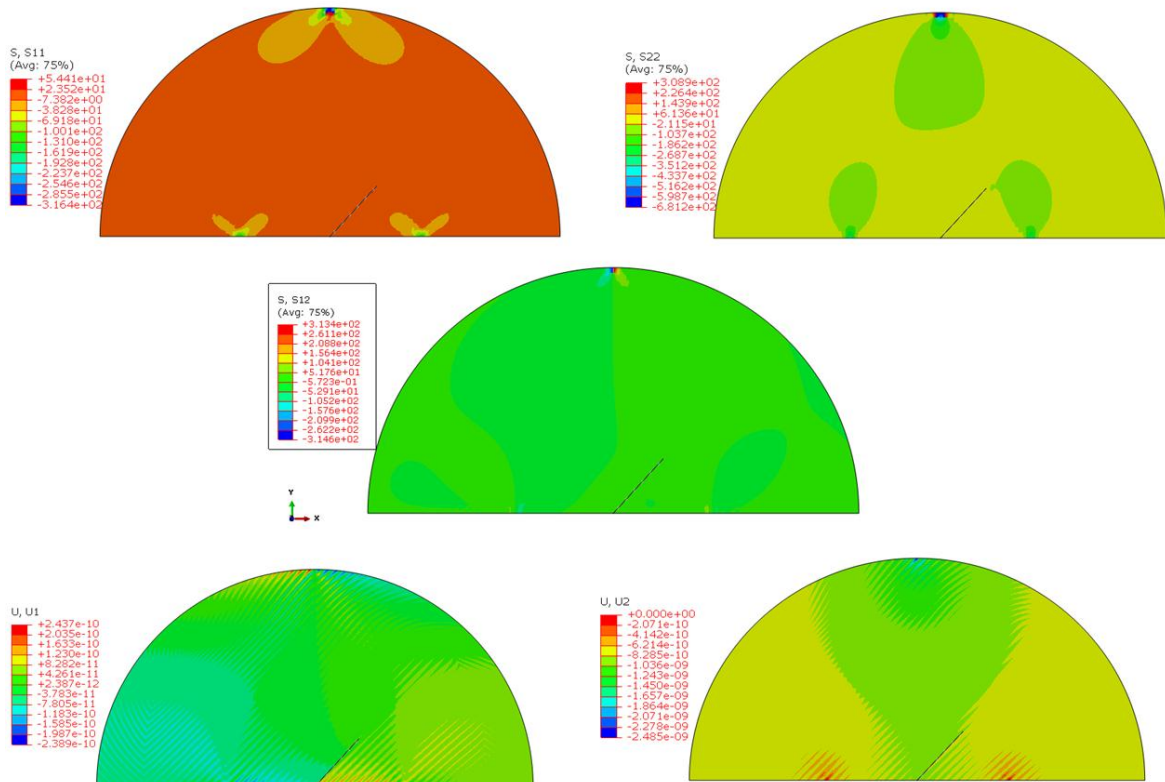 S, S11
(Avg: 75%)
+5.441e+01
+2.352e+01
-7.382e+00
-3.828e+01
-6.918e+01
-1.001e+02
-1.310e+02
-1.619e+02
-1.928e+02
-2.237e+02
-2.546e+02
-2.855e+02
-3.164e+02
S, S22
(Avg: 75%)
+3.089e+02
+2.264e+02
+1.439e+02
+6.136e+01
-2.115e+01
-1.037e+02
-1.862e+02
-2.687e+02
-3.512e+02
-4.337e+02
-5.162e+02
-5.987e+02
-6.812e+02
S, S12
(Avg: 75%)
+3.134e+02
+2.611e+02
+2.088e+02
+1.564e+02
+1.041e+02
+5.176e+01
-5.723e-01
-5.291e+01
-1.052e+02
-1.576e+02
-2.099e+02
-2.622e+02
-3.146e+02
Y
X
U, U1
+2.437e-10
+2.035e-10
+1.633e-10
+1.230e-10
+8.282e-11
+4.261e-11
+2.387e-12
-3.783e-11
-7.805e-11
-1.183e-10
-1.585e-10
-1.987e-10
-2.389e-10
U, U2
+0.000e+00
-2.071e-10
-4.142e-10
-6.214e-10
-8.285e-10
-1.036e-09
-1.243e-09
-1.450e-09
-1.657e-09
-1.864e-09
-2.071e-09
-2.278e-09
-2.485e-09